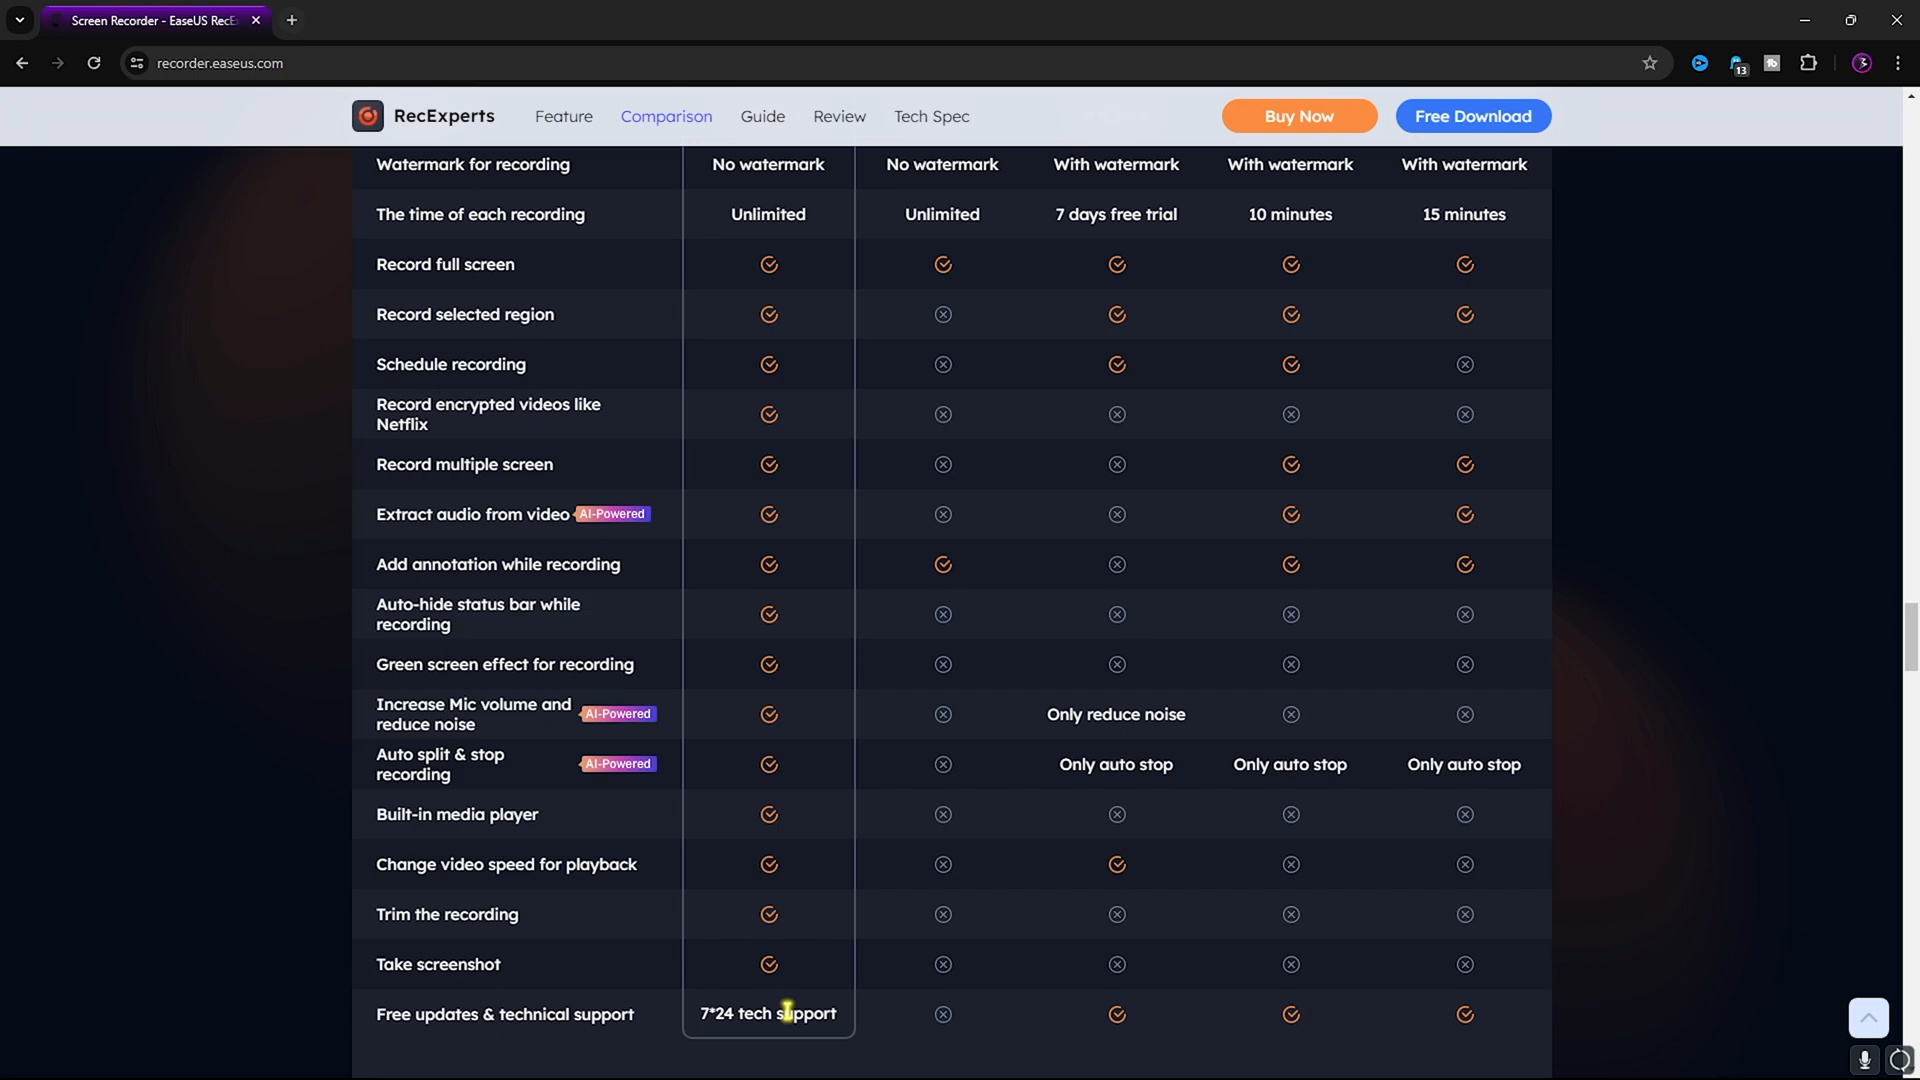 Screen Recorder - EaseUS RecE
recorder.easeus.com
13
RecExperts
Feature
Comparison
Guide
Review
Tech Spec
Buy Now
Free Download
Watermark for recording No watermark No watermark With watermark With watermark With watermark
The time of each recording Unlimited Unlimited 7 days free trial 10 minutes 15 minutes
Record full screen
Record selected region
Schedule recording
Record encrypted videos like
Netflix
Record multiple screen
Extract audio from video AI-Powered
Add annotation while recording
Auto-hide status bar while
recording
Green screen effect for recording
Increase Mic volume and
reduce noise
AI-Powered
Only reduce noise
Auto split & stop
recording
AI-Powered
Only auto stop Only auto stop Only auto stop
Built-in media player
Change video speed for playback
Trim the recording
Take screenshot
Free updates & technical support 7*24 tech support